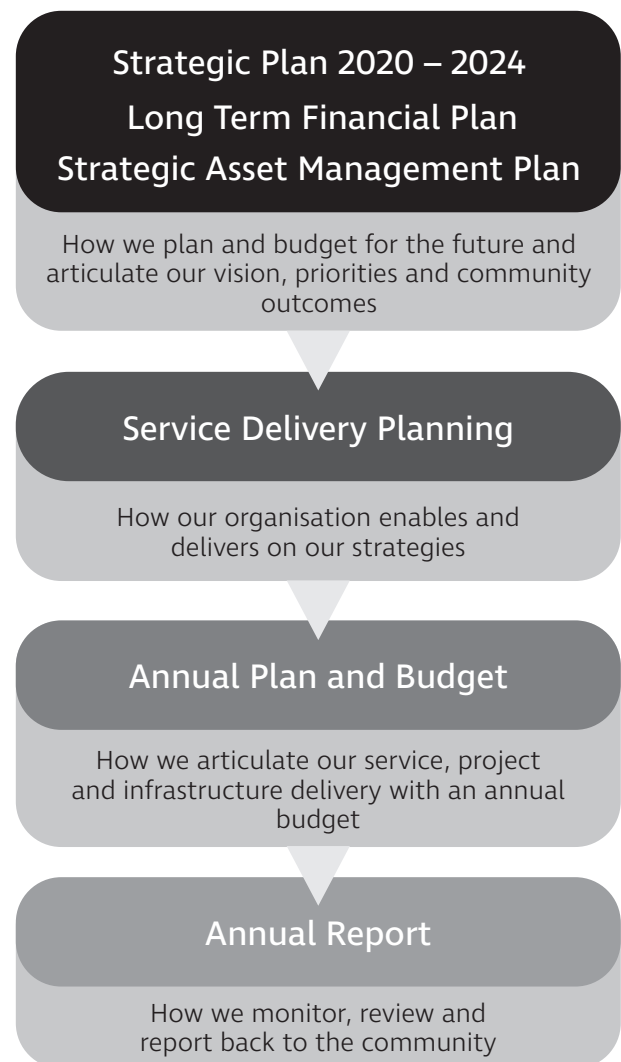 Strategic Plan 2020 – 2024
Long Term Financial Plan
Strategic Asset Management Plan
How we plan and budget for the future and
articulate our vision, priorities and community
outcomes
Service Delivery Planning
How our organisation enables and
delivers on our strategies
Annual Plan and Budget
How we articulate our service, project
and infrastructure delivery with an annual
budget
Annual Report
How we monitor, review and
report back to the community